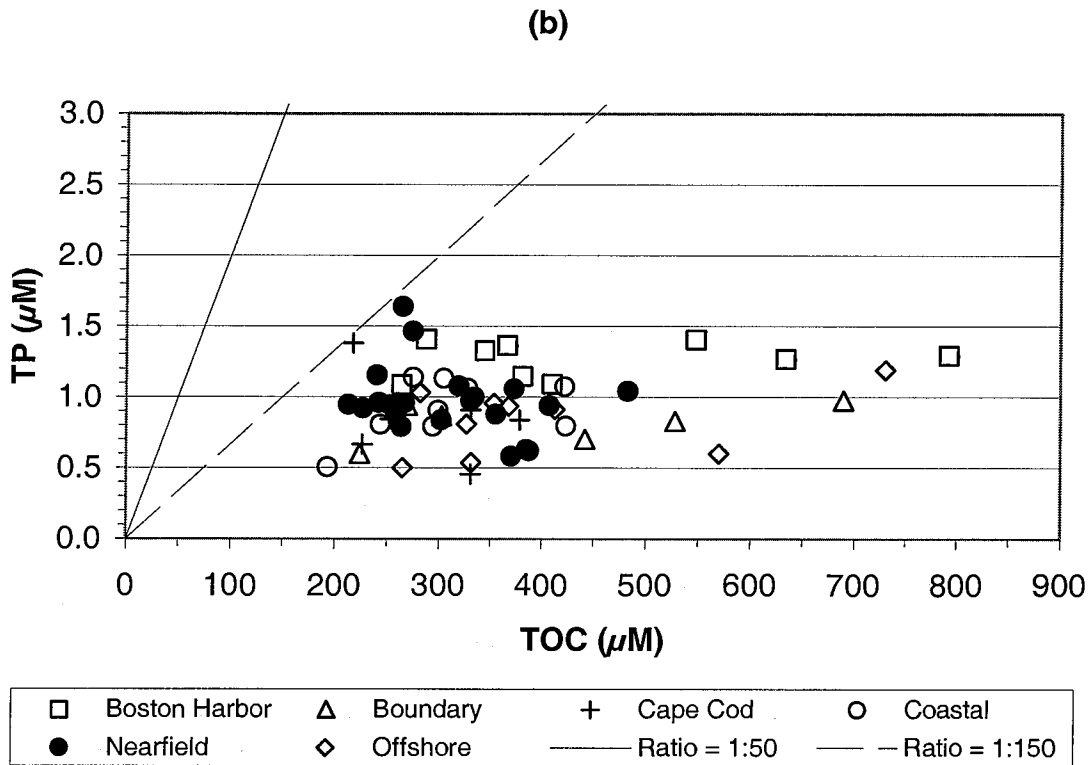 (b)
3.0
2.5
2.0
1.5
1.0
0.5
0.0
TP (µM)
0 100 200 300 400 500 600 700 800 900
TOC (µM)
Boston Harbor Boundary Cape Cod Coastal
Nearfield Offshore Ratio = 1:50 Ratio = 1:150